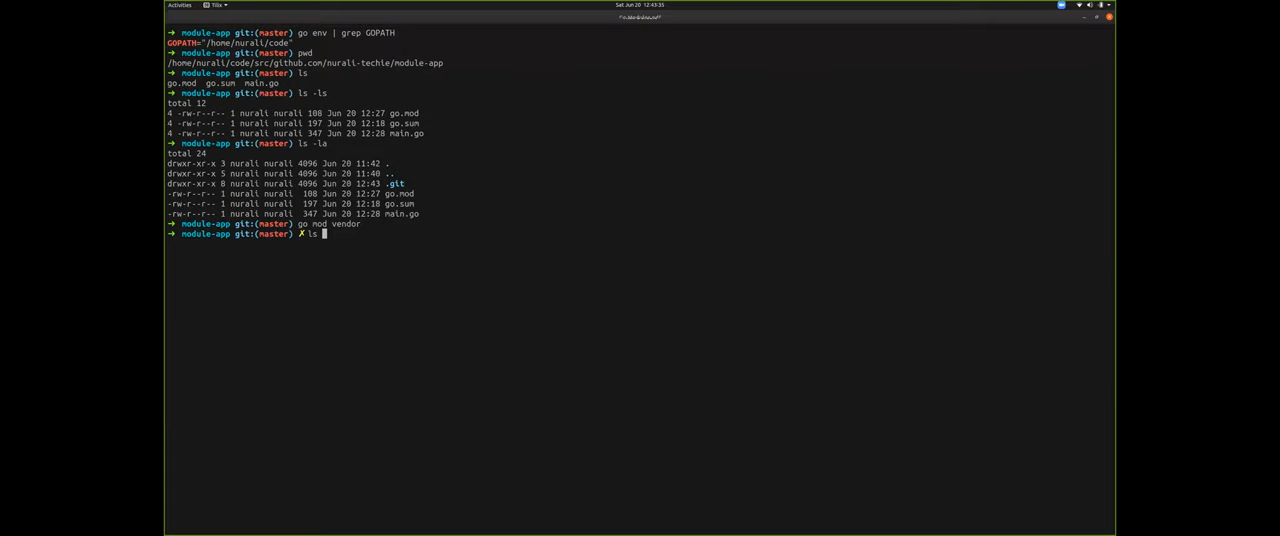 Activities Tilix Sat Jun 20 12:43:35
➜ module-app git:(master) go env | grep GOPATH
GOPATH="/home/nurali/code"
➜ module-app git:(master) pwd
/home/nurali/code/src/github.com/nurali-techie/module-app
➜ module-app git:(master) ls
go.mod go.sum main.go
➜ module-app git:(master) ls -ls
total 12
4 -rw-r--r-- 1 nurali nurali 108 Jun 20 12:27 go.mod
4 -rw-r--r-- 1 nurali nurali 197 Jun 20 12:18 go.sum
4 -rw-r--r-- 1 nurali nurali 347 Jun 20 12:28 main.go
➜ module-app git:(master) ls -la
total 24
drwxr-xr-x 3 nurali nurali 4096 Jun 20 11:42 .
drwxr-xr-x 5 nurali nurali 4096 Jun 20 11:40 ..
drwxr-xr-x 8 nurali nurali 4096 Jun 20 12:43 .git
-rw-r--r-- 1 nurali nurali 108 Jun 20 12:27 go.mod
-rw-r--r-- 1 nurali nurali 197 Jun 20 12:18 go.sum
-rw-r--r-- 1 nurali nurali 347 Jun 20 12:28 main.go
➜ module-app git:(master) go mod vendor
➜ module-app git:(master) ✗ ls